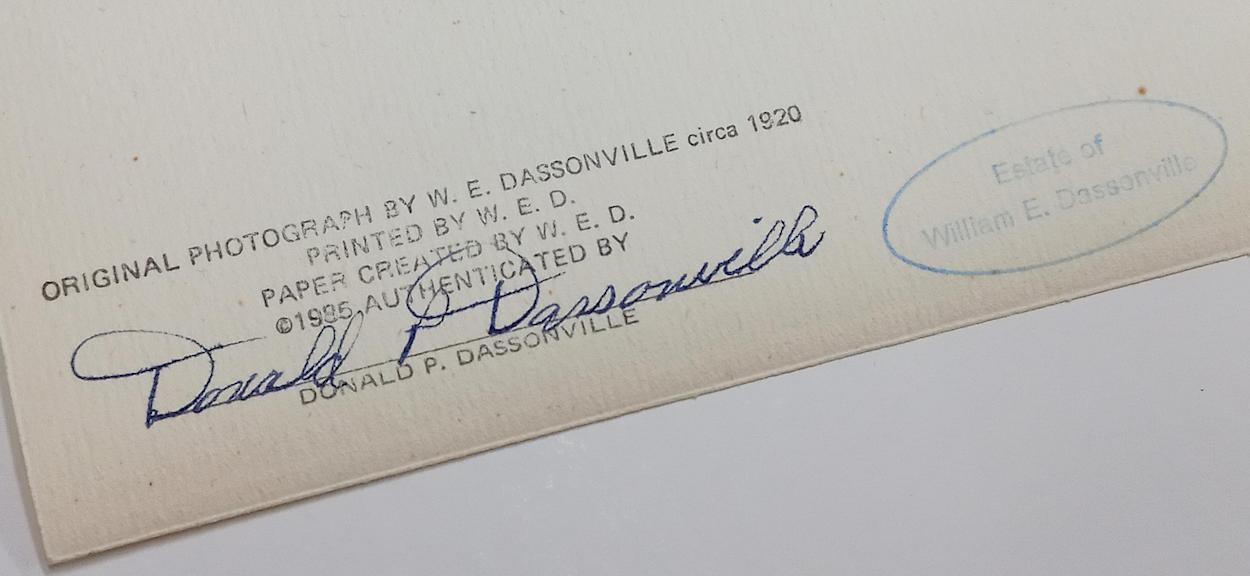 ORIGINAL PHOTOGRAPH BY W. E. DASSONVILLE circa 1920
PRINTED BY W. E. D.
PAPER CREATED BY W. E. D.
©1985 AUTHENTICATED BY
Donald P Dassonville
DONALD P. DASSONVILLE
Estate of
William E. Dassonville